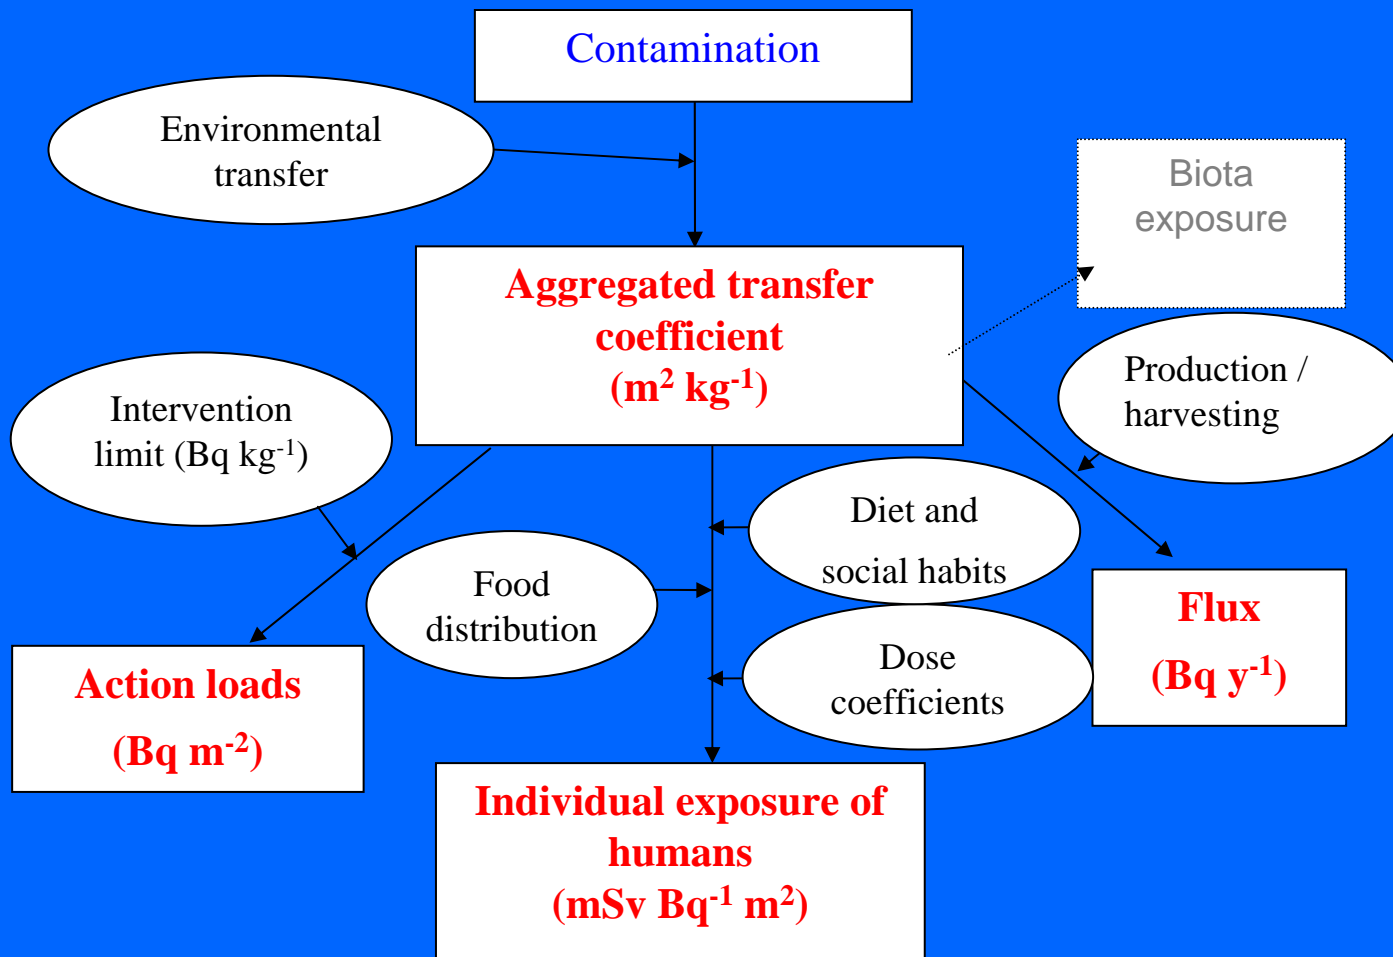 Contamination
Environmental
transfer
Biota
exposure
Aggregated transfer
coefficient
(m² kg⁻¹)
Production /
harvesting
Intervention
limit (Bq kg⁻¹)
Diet and
social habits
Food
distribution
Flux
(Bq y⁻¹)
Dose
coefficients
Action loads
(Bq m⁻²)
Individual exposure of
humans
(mSv Bq⁻¹ m²)